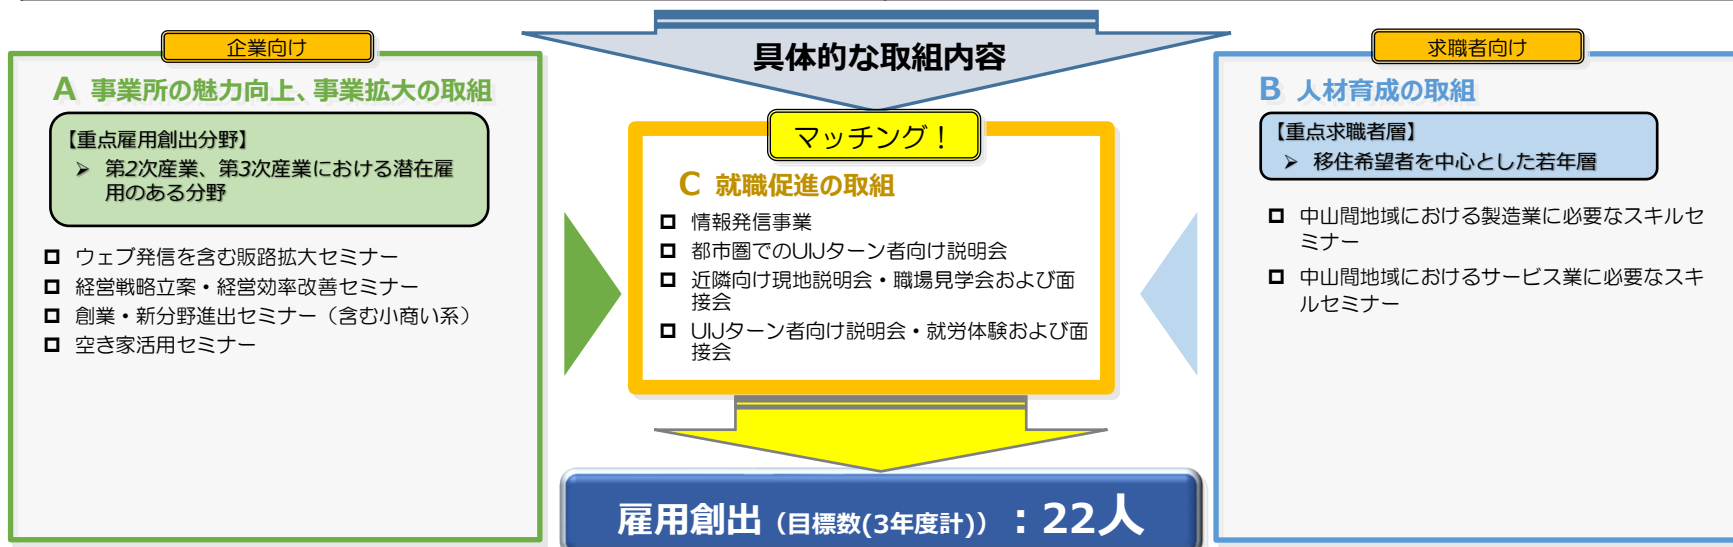 具体的な取組内容
企業向け
A 事業所の魅力向上、事業拡大の取組
【重点雇用創出分野】
➢ 第2次産業、第3次産業における潜在雇
用のある分野
ウェブ発信を含む販路拡大セミナー
経営戦略立案・経営効率改善セミナー
創業・新分野進出セミナー（含む小商い系）
空き家活用セミナー
マッチング！
C 就職促進の取組
情報発信事業
都市圏でのUIJターン者向け説明会
近隣向け現地説明会・職場見学会および面
接会
UIJターン者向け説明会・就労体験および面
接会
求職者向け
B 人材育成の取組
【重点求職者層】
➢ 移住希望者を中心とした若年層
中山間地域における製造業に必要なスキルセ
ミナー
中山間地域におけるサービス業に必要なスキ
ルセミナー
雇用創出（目標数(3年度計)）：22人